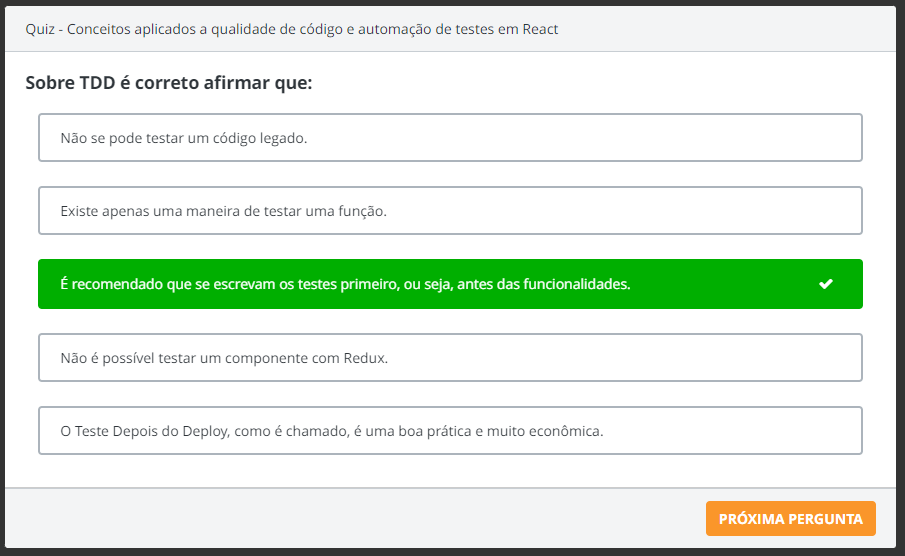 Quiz - Conceitos aplicados a qualidade de código e automação de testes em React
Sobre TDD é correto afirmar que:
Não se pode testar um código legado.
Existe apenas uma maneira de testar uma função.
É recomendado que se escrevam os testes primeiro, ou seja, antes das funcionalidades.
Não é possível testar um componente com Redux.
O Teste Depois do Deploy, como é chamado, é uma boa prática e muito econômica.
PRÓXIMA PERGUNTA